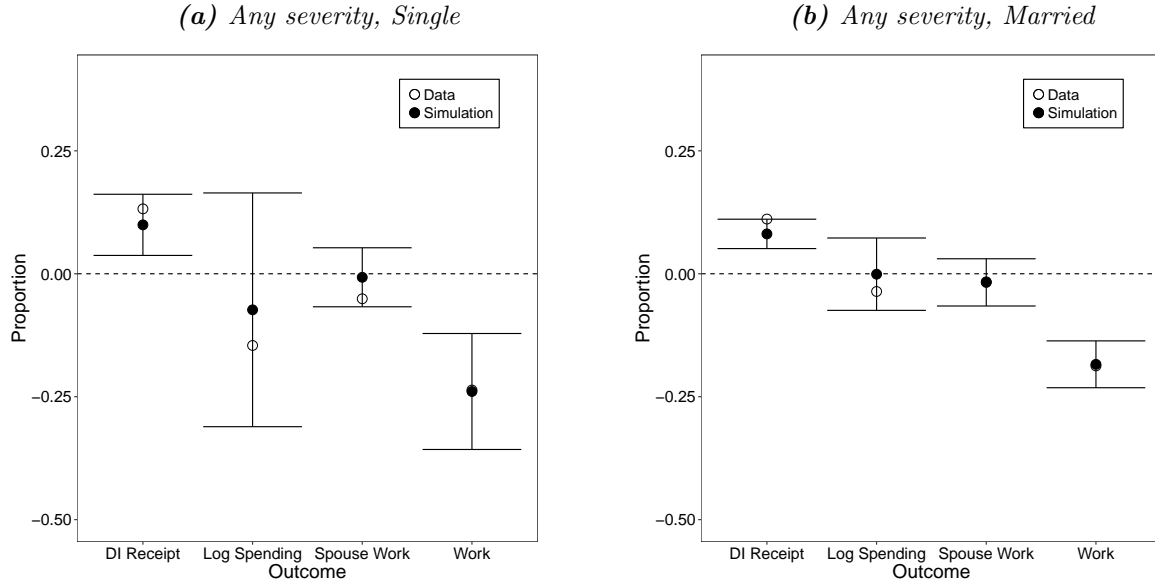 (a) Any severity, Single
Data
Simulation
0.25
0.00
−0.25
−0.50
Proportion
DI Receipt Log Spending Spouse Work Work
Outcome
(b) Any severity, Married
Data
Simulation
0.25
0.00
−0.25
−0.50
Proportion
DI Receipt Log Spending Spouse Work Work
Outcome